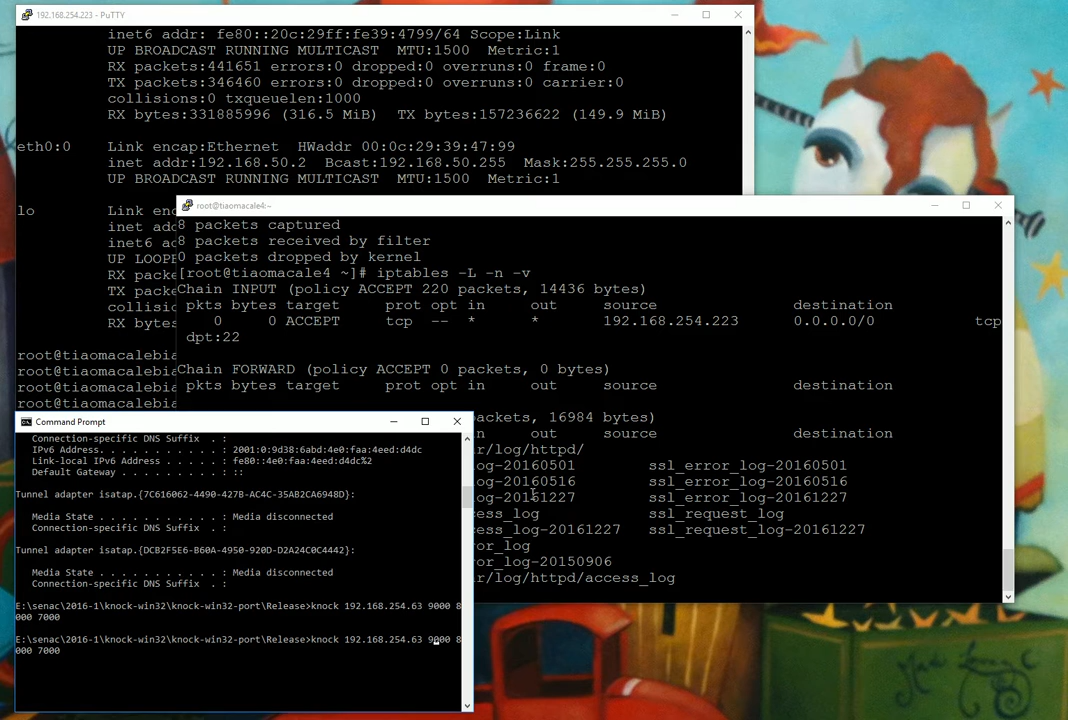 192.168.254.223 - PuTTY
inet6 addr: fe80::20c:29ff:fe39:4799/64 Scope:Link
UP BROADCAST RUNNING MULTICAST  MTU:1500  Metric:1
RX packets:441651 errors:0 dropped:0 overruns:0 frame:0
TX packets:346460 errors:0 dropped:0 overruns:0 carrier:0
collisions:0 txqueuelen:1000
RX bytes:331885996 (316.5 MiB)  TX bytes:157236622 (149.9 MiB)
eth0:0    Link encap:Ethernet  HWaddr 00:0c:29:39:47:99
inet addr:192.168.50.2  Bcast:192.168.50.255  Mask:255.255.255.0
UP BROADCAST RUNNING MULTICAST  MTU:1500  Metric:1
lo        Link enc
inet addr
inet6 a
UP LOOP
RX packe
TX packe
collisio
RX bytes
root@tiaomacalebia
root@tiaomacalebia
root@tiaomacalebia
root@tiaomacalebia
root@tiaomacale4:~
8 packets captured
8 packets received by filter
0 packets dropped by kernel
[root@tiaomacale4 ~]# iptables -L -n -v
Chain INPUT (policy ACCEPT 220 packets, 14436 bytes)
pkts bytes target     prot opt in     out     source               destination
0     0 ACCEPT     tcp  --  *      *       192.168.254.223      0.0.0.0/0           tcp
dpt:22
Chain FORWARD (policy ACCEPT 0 packets, 0 bytes)
pkts bytes target     prot opt in     out     source               destination
packets, 16984 bytes)
in     out     source               destination
r/log/httpd/
log-20160501         ssl_error_log-20160501
log-20160516         ssl_error_log-20160516
log-20161227         ssl_error_log-20161227
cess_log             ssl_request_log
cess_log-20161227    ssl_request_log-20161227
ror_log
ror_log-20150906
r/log/httpd/access_log
Command Prompt
Connection-specific DNS Suffix  . :
IPv6 Address. . . . . . . . . . . : 2001:0:9d38:6abd:4e0:faa:4eed:d4dc
Link-local IPv6 Address . . . . . : fe80::4e0:faa:4eed:d4dc%2
Default Gateway . . . . . . . . . : ::
Tunnel adapter isatap.{7C616062-4490-427B-AC4C-35AB2CA6948D}:
Media State . . . . . . . . . . . : Media disconnected
Connection-specific DNS Suffix  . :
Tunnel adapter isatap.{DCB2F5E6-B60A-4950-920D-D2A24C0C4442}:
Media State . . . . . . . . . . . : Media disconnected
Connection-specific DNS Suffix  . :
E:\senac\2016-1\knock-win32\knock-win32-port\Release>knock 192.168.254.63 9000 8
000 7000
E:\senac\2016-1\knock-win32\knock-win32-port\Release>knock 192.168.254.63 9000 8
000 7000